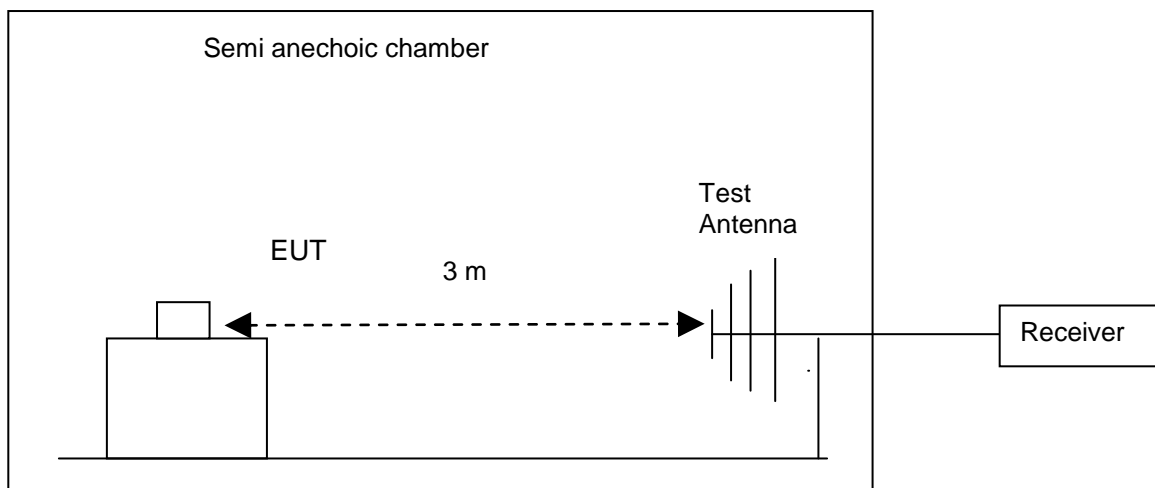 Semi anechoic chamber
Test
Antenna
EUT
3 m
Receiver